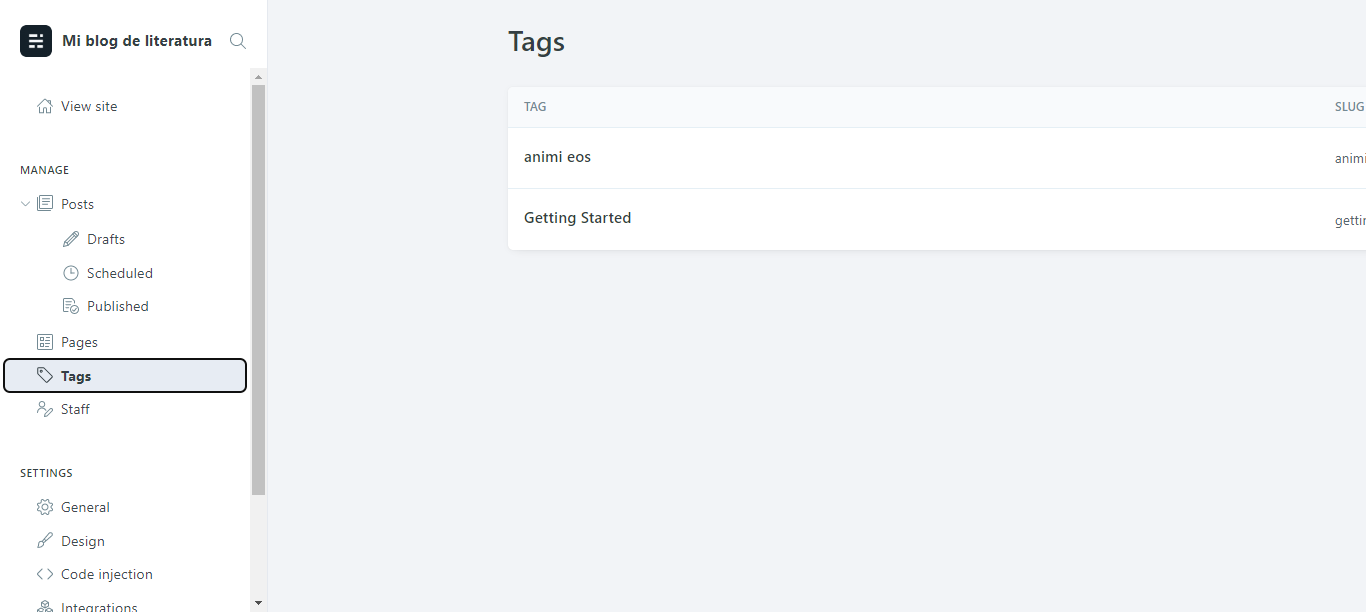 Mi blog de literatura
View site
MANAGE
Posts
Drafts
Scheduled
Published
Pages
Tags
Staff
SETTINGS
General
Design
Code injection
Integrations
Tags
TAG SLUG
animi eos animi
Getting Started gettin